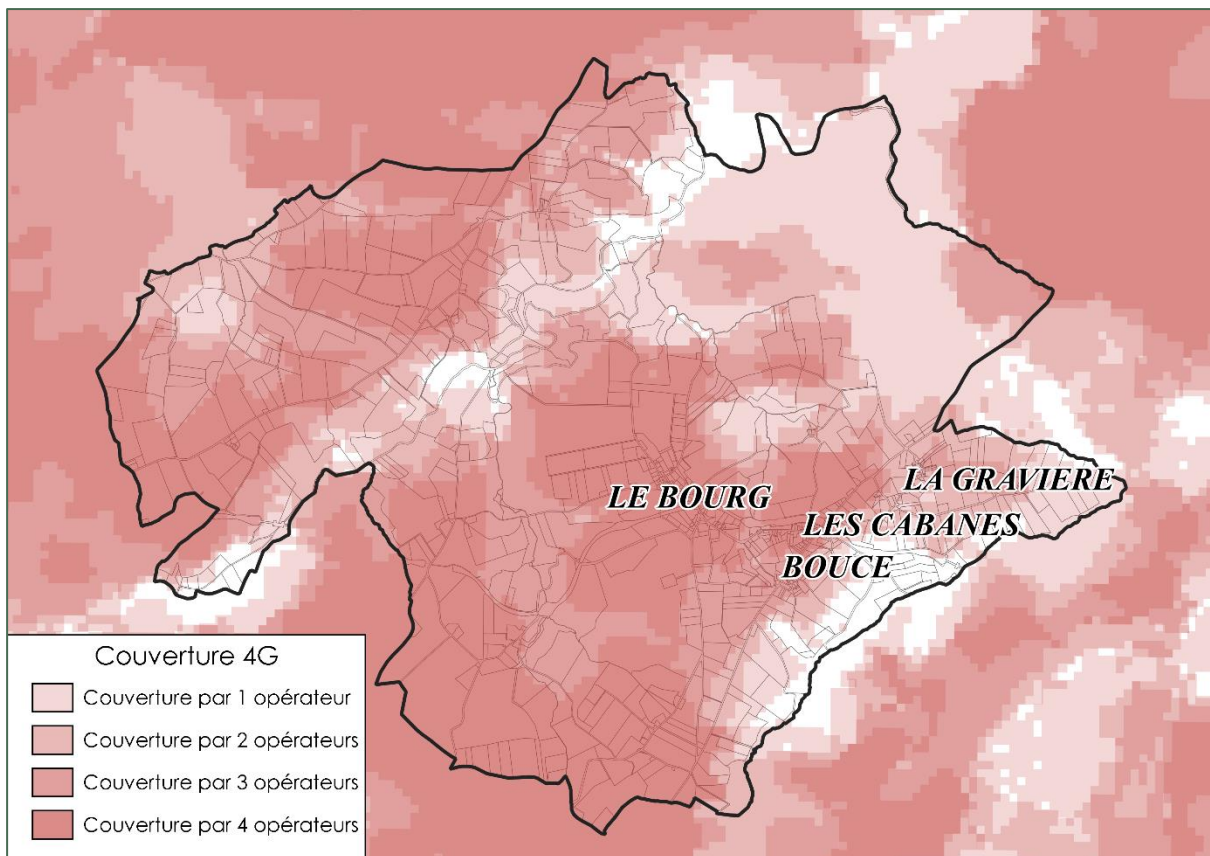 LA GRAVIERE
LE BOURG
LES CABANES
BOUCE
Couverture 4G
Couverture par 1 opérateur
Couverture par 2 opérateurs
Couverture par 3 opérateurs
Couverture par 4 opérateurs